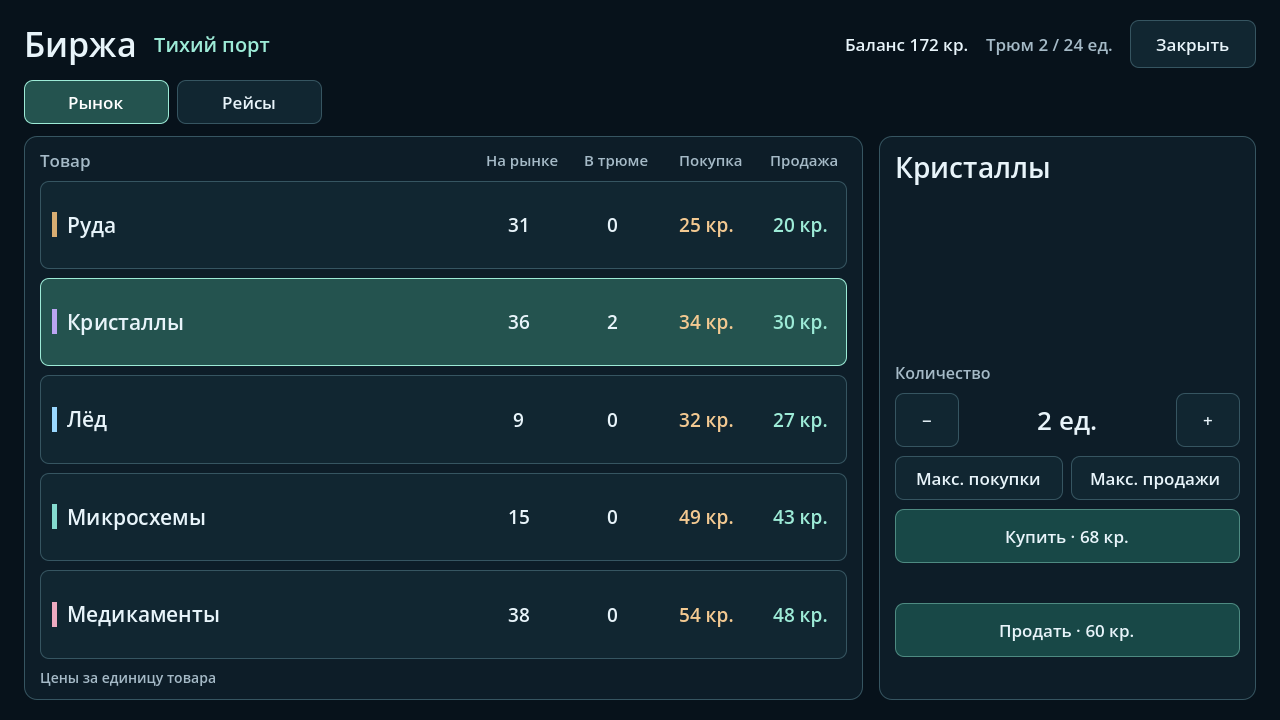 Биржа Тихий порт Баланс 172 кр. Трюм 2 / 24 ед. Закрыть
Рынок Рейсы
Товар На рынке В трюме Покупка Продажа
Руда 31 0 25 кр. 20 кр.
Кристаллы 36 2 34 кр. 30 кр.
Лёд 9 0 32 кр. 27 кр.
Микросхемы 15 0 49 кр. 43 кр.
Медикаменты 38 0 54 кр. 48 кр.
Цены за единицу товара
Кристаллы
Количество
− 2 ед. +
Макс. покупки Макс. продажи
Купить · 68 кр.
Продать · 60 кр.